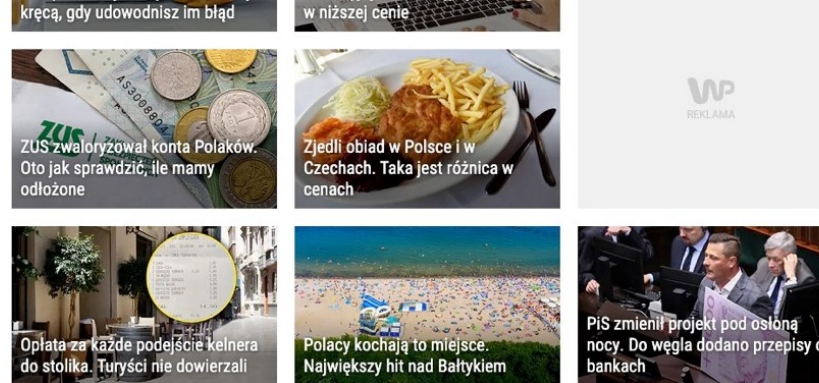 kręcą, gdy udowodnisz im błąd
w niższej cenie
ZUS zwaloryzował konta Polaków.
Oto jak sprawdzić, ile mamy
odłożone
Zjedli obiad w Polsce i w
Czechach. Taka jest różnica w
cenach
WP
REKLAMA
Opłata za każde podejście kelnera
do stolika. Turyści nie dowierzali
Polacy kochają to miejsce.
Największy hit nad Bałtykiem
PiS zmienił projekt pod osłoną
nocy. Do węgla dodano przepisy
bankach